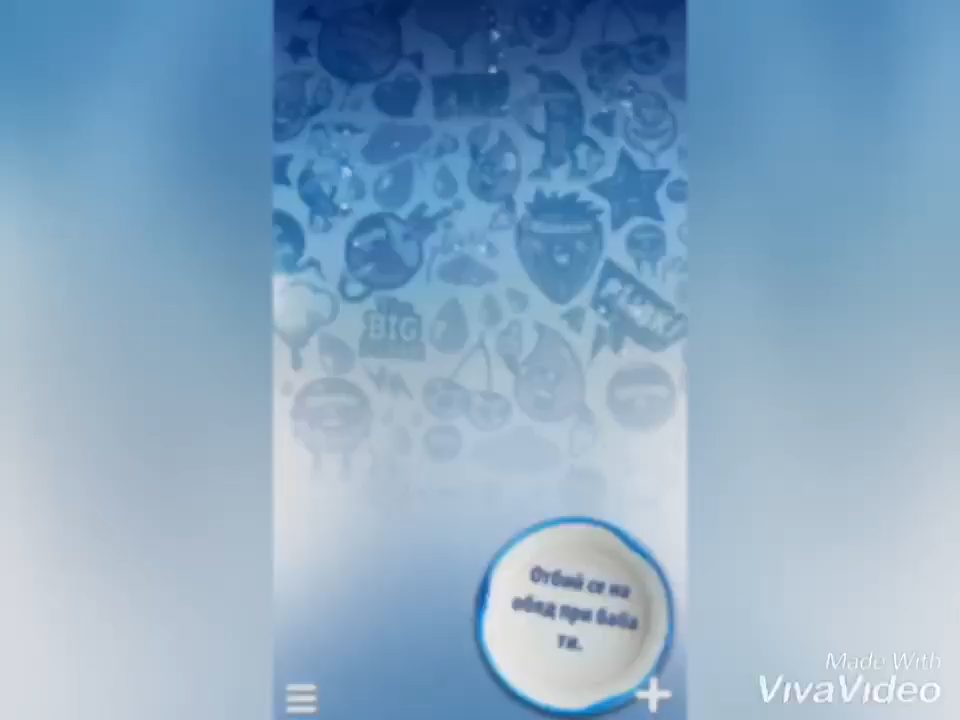 BIG
Отбий се на
обяд при баба
ти.
Made With
VivaVideo